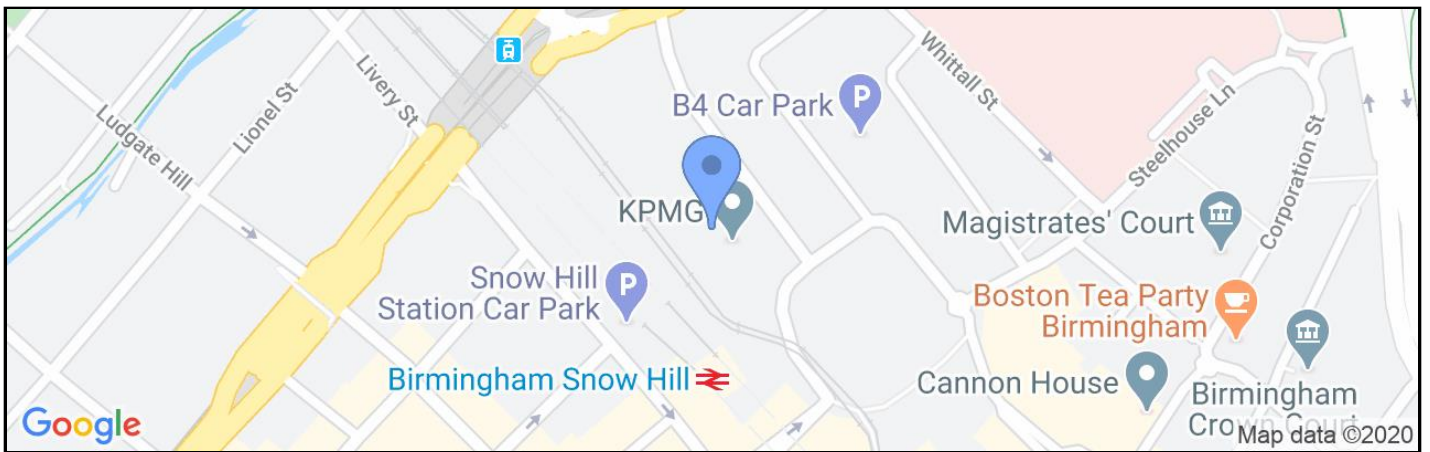 Whittall St
Livery St
Lionel St
Ludgate Hill
B4 Car Park
P
Steelhouse Ln
Corporation St
KPMG
Magistrates' Court
Snow Hill
Station Car Park
P
Boston Tea Party
Birmingham
Birmingham Snow Hill
Cannon House
Birmingham
Crown Court
Google
Map data ©2020